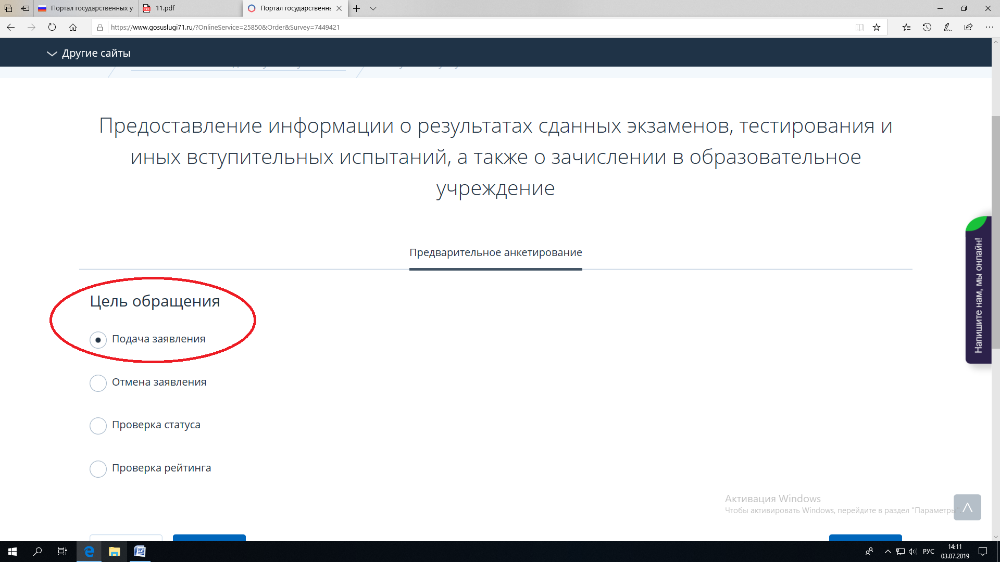 Портал государственных у
11.pdf
Портал государственнь
https://www.gosuslugi71.ru/?OnlineService=25850&Order&Survey=7449421
Другие сайты
Предоставление информации о результатах сданных экзаменов, тестирования и
иных вступительных испытаний, а также о зачислении в образовательное
учреждение
Предварительное анкетирование
Цель обращения
Подача заявления
Отмена заявления
Проверка статуса
Проверка рейтинга
Напишите нам, мы онлайн!
Активация Windows
Чтобы активировать Windows, перейдите в раздел "Параметры".
РУС
14:11
03.07.2019